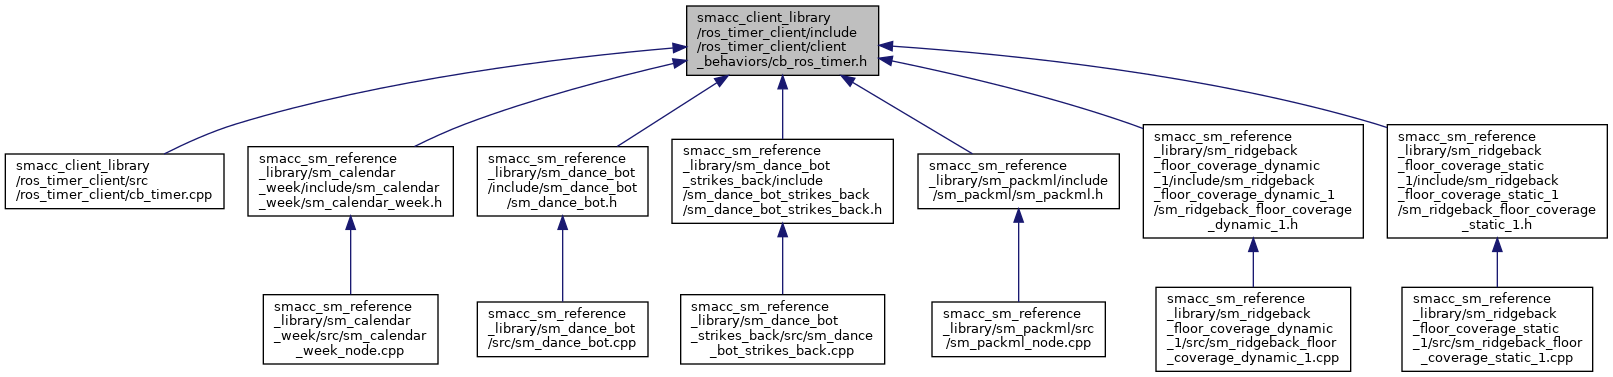 smacc_client_library
/ros_timer_client/include
/ros_timer_client/client
_behaviors/cb_ros_timer.h
smacc_client_library
/ros_timer_client/src
/ros_timer_client/cb_timer.cpp
smacc_sm_reference
_library/sm_calendar
_week/include/sm_calendar
_week/sm_calendar_week.h
smacc_sm_reference
_library/sm_dance_bot
/include/sm_dance_bot
/sm_dance_bot.h
smacc_sm_reference
_library/sm_dance_bot
_strikes_back/include
/sm_dance_bot_strikes_back
/sm_dance_bot_strikes_back.h
smacc_sm_reference
_library/sm_packml/include
/sm_packml/sm_packml.h
smacc_sm_reference
_library/sm_ridgeback
_floor_coverage_dynamic
_1/include/sm_ridgeback
_floor_coverage_dynamic_1
/sm_ridgeback_floor_coverage
_dynamic_1.h
smacc_sm_reference
_library/sm_ridgeback
_floor_coverage_static
_1/include/sm_ridgeback
_floor_coverage_static_1
/sm_ridgeback_floor_coverage
_static_1.h
smacc_sm_reference
_library/sm_calendar
_week/src/sm_calendar
_week_node.cpp
smacc_sm_reference
_library/sm_dance_bot
/src/sm_dance_bot.cpp
smacc_sm_reference
_library/sm_dance_bot
_strikes_back/src/sm_dance
_bot_strikes_back.cpp
smacc_sm_reference
_library/sm_packml/src
/sm_packml_node.cpp
smacc_sm_reference
_library/sm_ridgeback
_floor_coverage_dynamic
_1/src/sm_ridgeback_floor
_coverage_dynamic_1.cpp
smacc_sm_reference
_library/sm_ridgeback
_floor_coverage_static
_1/src/sm_ridgeback_floor
_coverage_static_1.cpp